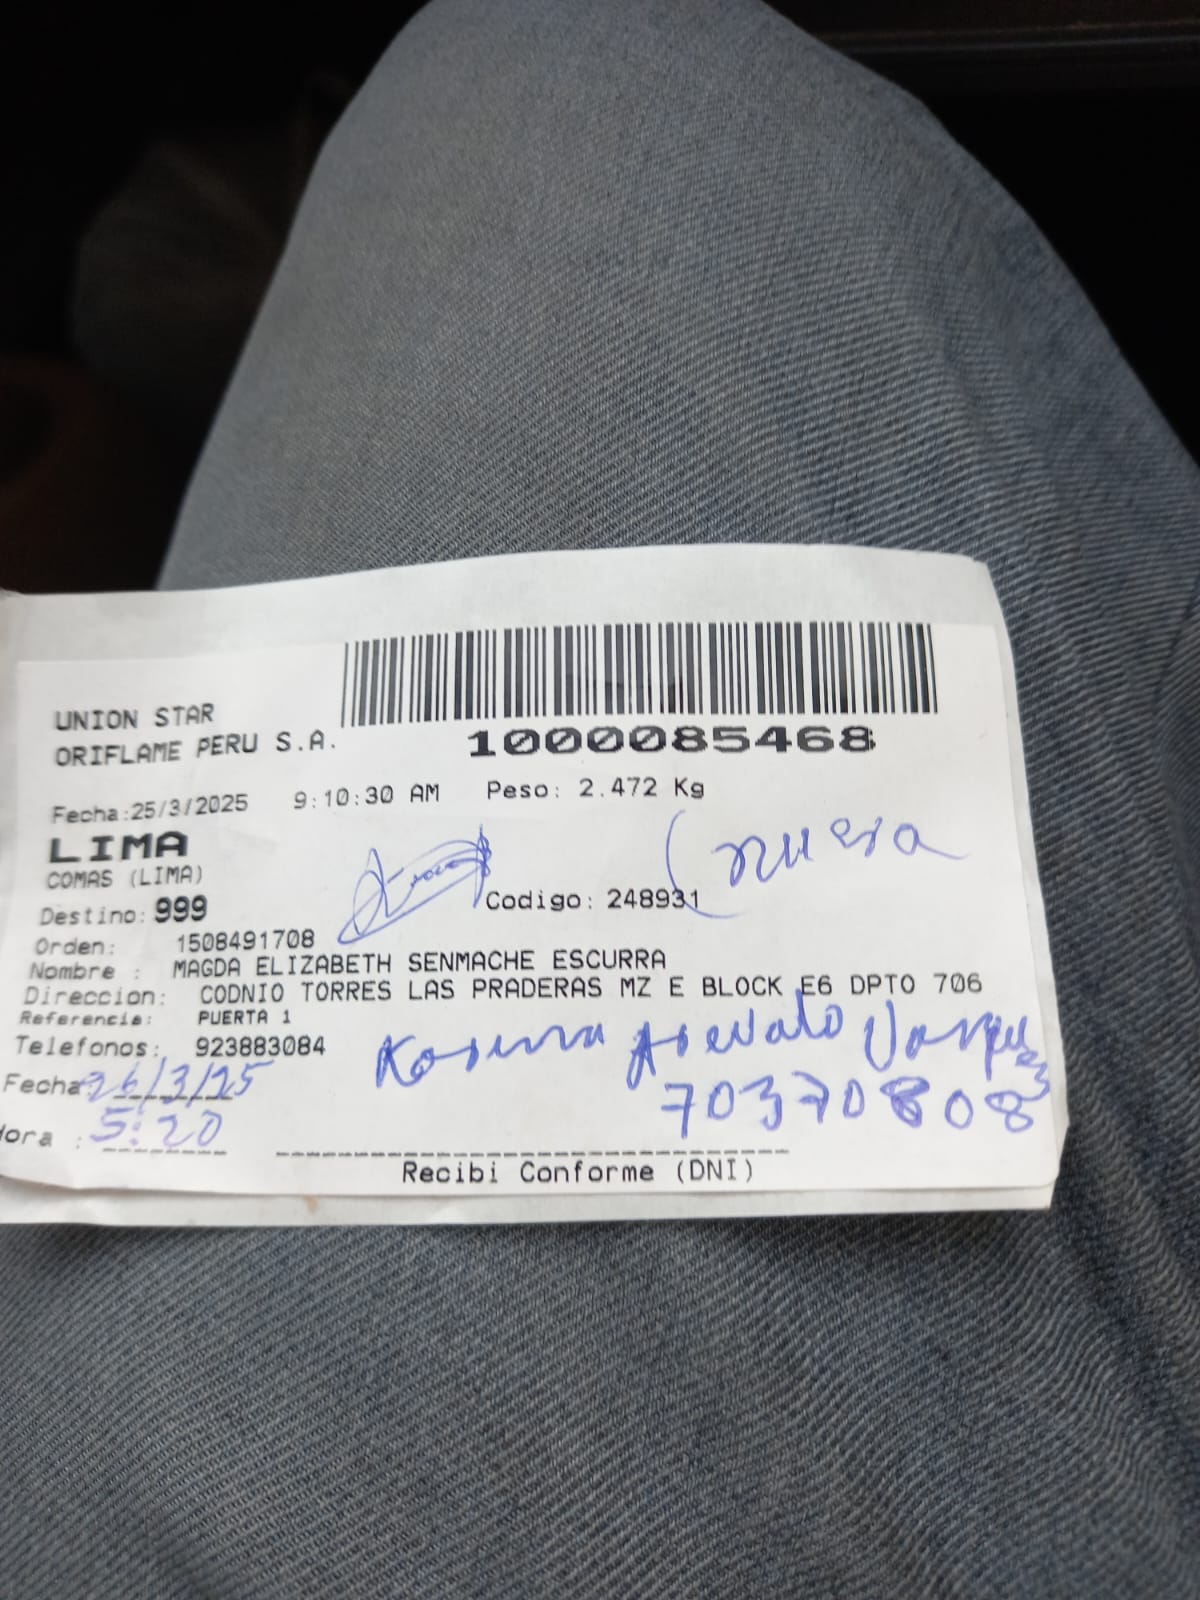 UNION STAR
ORIFLAME PERU S.A.
1000085468
Fecha:25/3/2025 9:10:30 AM Peso: 2.472 Kg
LIMA
COMAS (LIMA)
(nuera
Destino: 999 Codigo: 248931
Orden: 1508491708
Nombre : MAGDA ELIZABETH SENMACHE ESCURRA
Direccion: CODNIO TORRES LAS PRADERAS MZ E BLOCK E6 DPTO 706
Referencia: PUERTA 1
Telefonos: 923883084
Arevalo Vasquez
Fecha: 26/3/25 70370808
Hora : 5:20
Recibi Conforme (DNI)